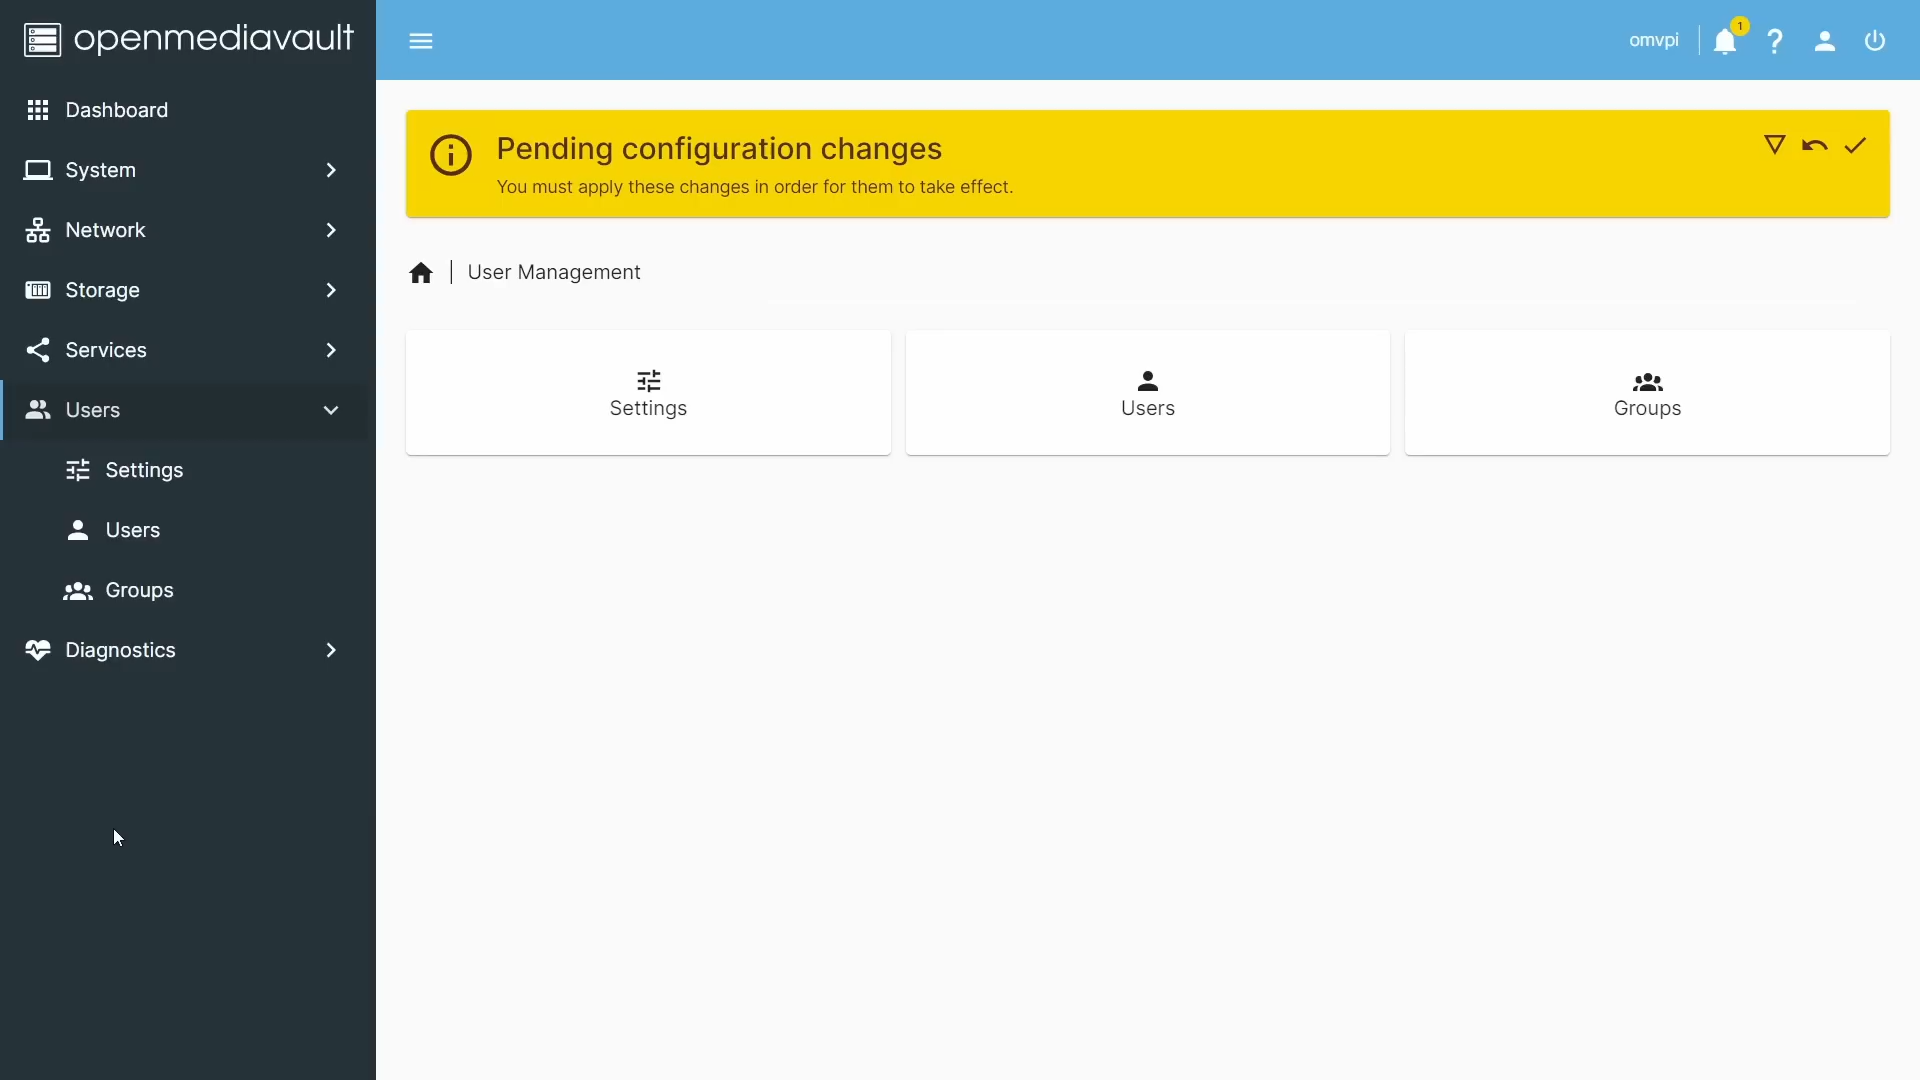 openmediavault
omvpi
1
Dashboard
System
Network
Storage
Services
Users
Settings
Users
Groups
Diagnostics
Pending configuration changes
You must apply these changes in order for them to take effect.
User Management
Settings
Users
Groups